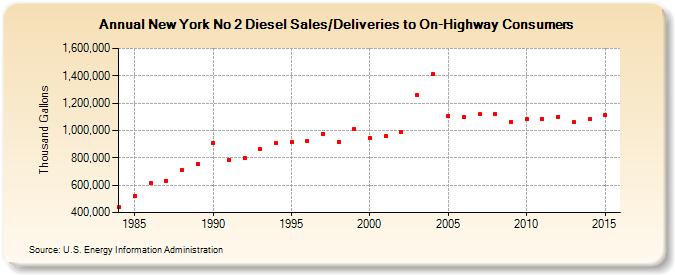 Annual New York No 2 Diesel Sales/Deliveries to On-Highway Consumers
Thousand Gallons
1,600,000
1,400,000
1,200,000
1,000,000
800,000
600,000
400,000
1985 1990 1995 2000 2005 2010 2015
Source: U.S. Energy Information Administration